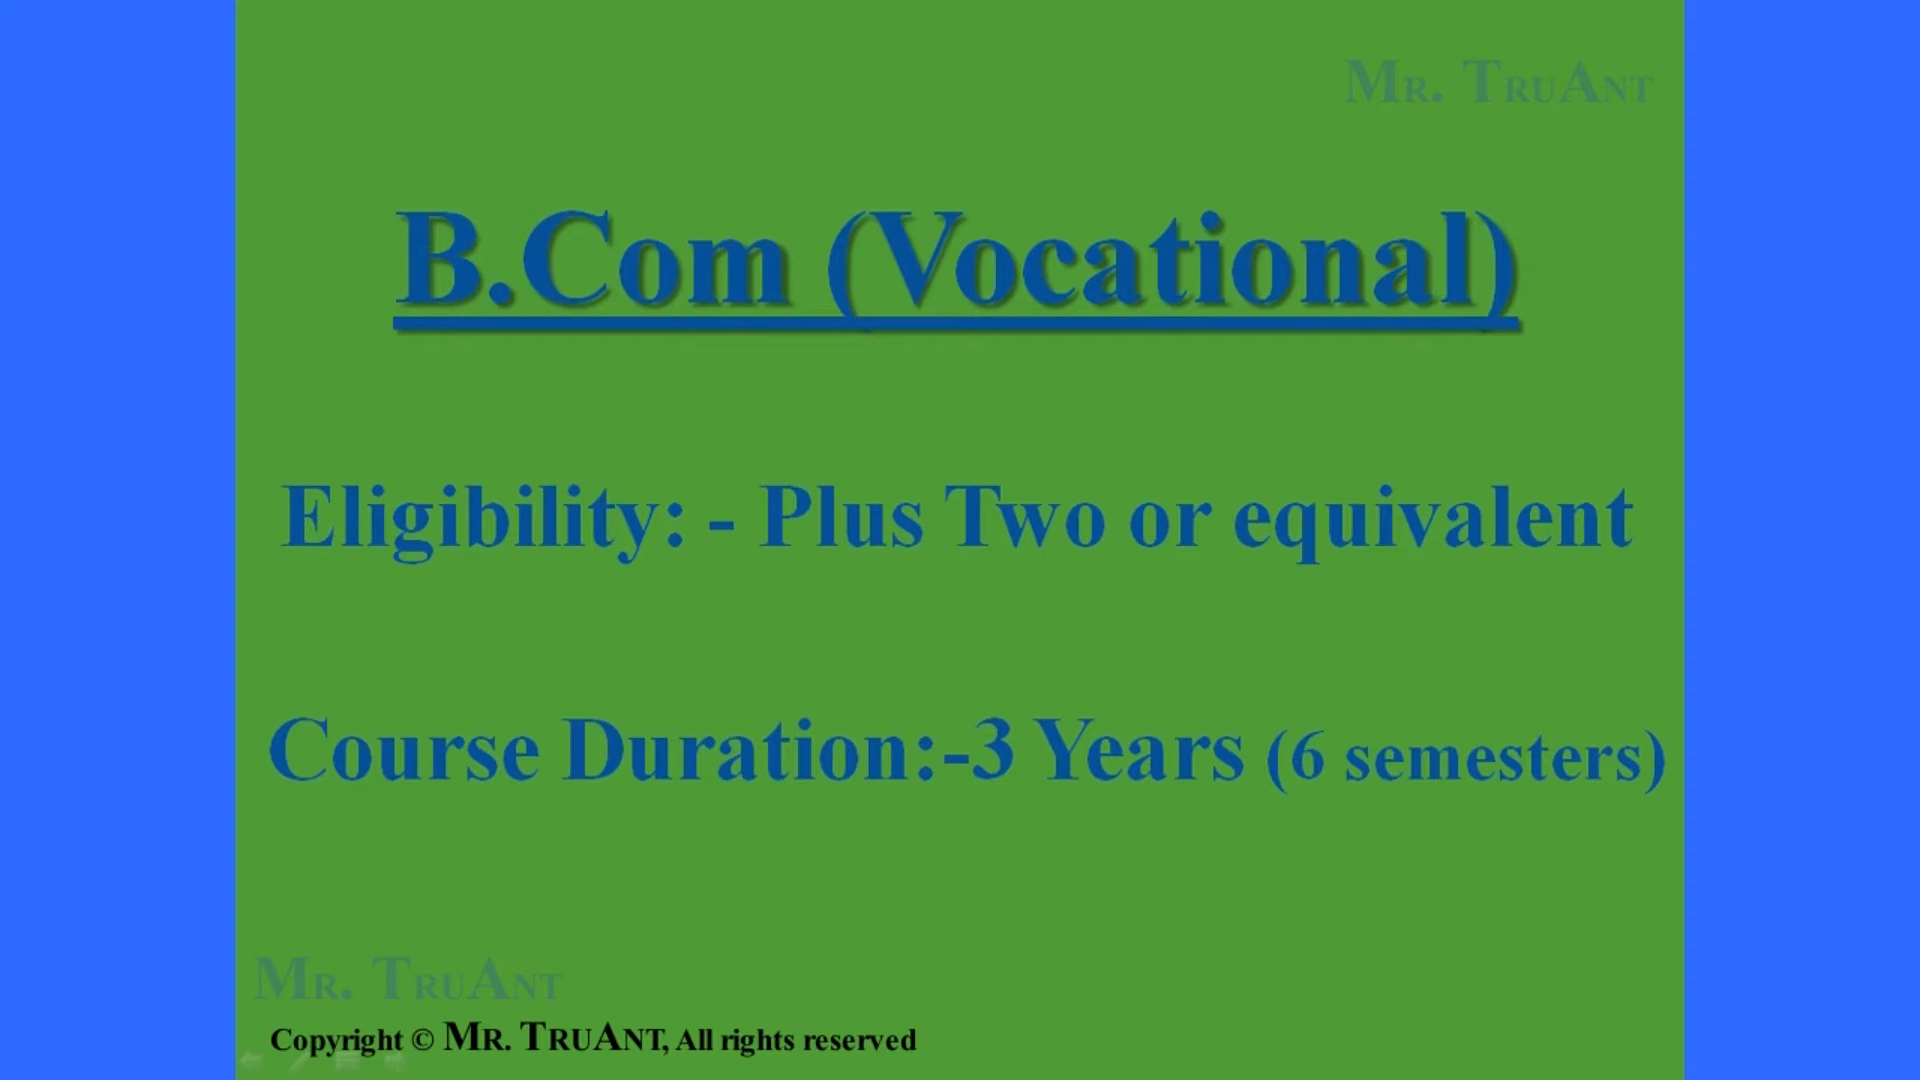 Mr. TruAnt
B.Com (Vocational)
Eligibility: - Plus Two or equivalent
Course Duration:-3 Years (6 semesters)
Mr. TruAnt
Copyright © Mr. TruAnt, All rights reserved